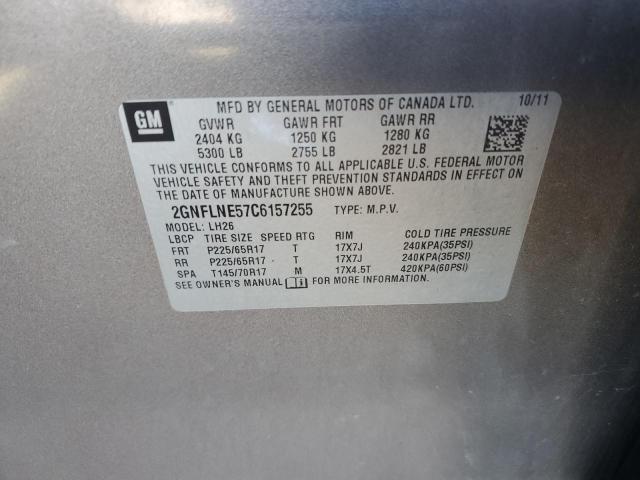 GM
MFD BY GENERAL MOTORS OF CANADA LTD. 10/11
GVWR GAWR FRT GAWR RR
2404 KG 1250 KG 1280 KG
5300 LB 2755 LB 2821 LB
THIS VEHICLE CONFORMS TO ALL APPLICABLE U.S. FEDERAL MOTOR
VEHICLE SAFETY AND THEFT PREVENTION STANDARDS IN EFFECT ON
THE DATE OF MANUFACTURE SHOWN ABOVE.
2GNFLNE57C6157255 TYPE: M.P.V.
MODEL: LH26
LBCP TIRE SIZE SPEED RTG RIM COLD TIRE PRESSURE
FRT P225/65R17 T 17X7J 240KPA(35PSI)
RR P225/65R17 T 17X7J 240KPA(35PSI)
SPA T145/70R17 M 17X4.5T 420KPA(60PSI)
SEE OWNER'S MANUAL FOR MORE INFORMATION.